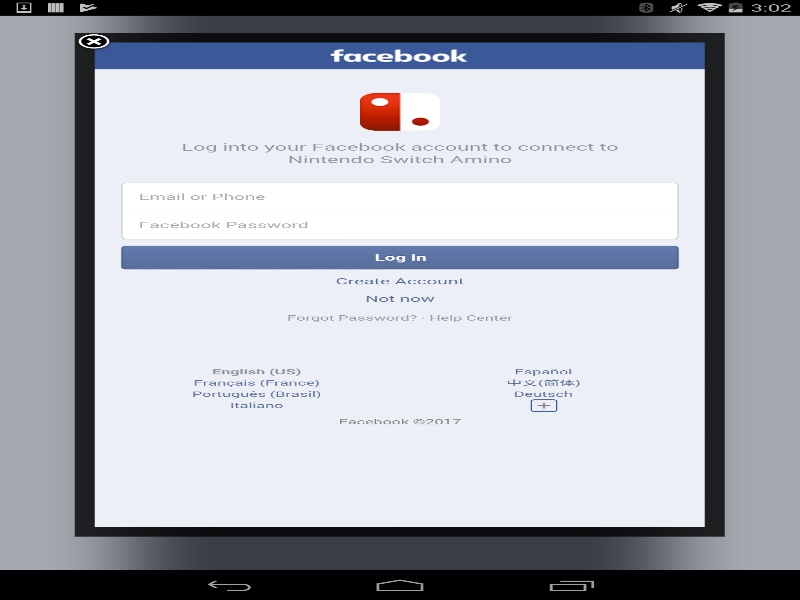 3:02
facebook
Log into your Facebook account to connect to
Nintendo Switch Amino
Email or Phone
Facebook Password
Log In
Create Account
Not now
Forgot Password? · Help Center
English (US)
Español
Français (France)
中文(简体)
Português (Brasil)
Deutsch
Italiano
Facebook ©2017